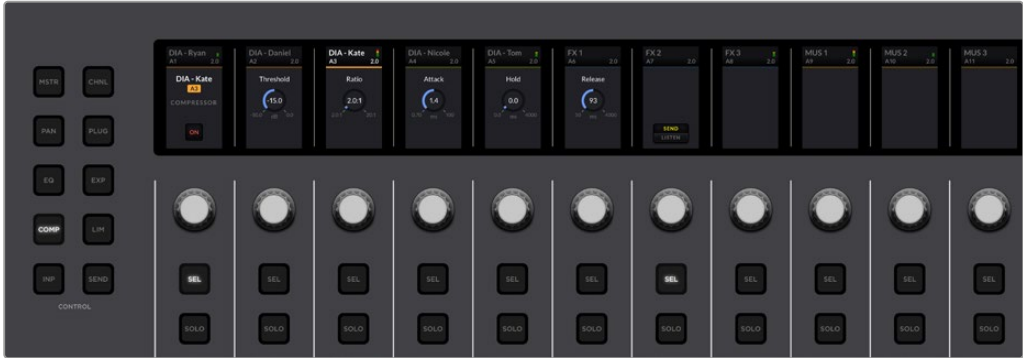 DIA - Ryan
A1 2.0
DIA - Daniel
A2 2.0
DIA - Kate
A3 2.0
DIA - Nicole
A4 2.0
DIA - Tom
A5 2.0
FX 1
A6 2.0
FX 2
A7 2.0
FX 3
A8 2.0
MUS 1
A9 2.0
MUS 2
A10 2.0
MUS 3
A11 2.0
DIA - Kate
A3
COMPRESSOR
ON
Threshold
-15.0
dB
Ratio
2.0:1
Attack
1.4
ms
Hold
0.0
ms
Release
93
ms
SEND
LISTEN
MSTR CHNL
PAN PLUG
EQ EXP
COMP LIM
INP SEND
CONTROL
SEL SEL SEL SEL SEL SEL SEL SEL SEL SEL SEL
SOLO SOLO SOLO SOLO SOLO SOLO SOLO SOLO SOLO SOLO SOLO